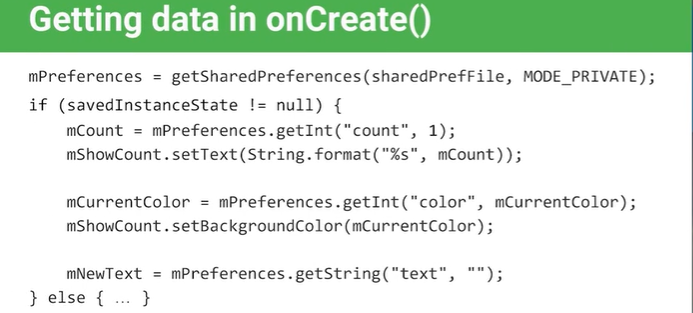 Getting data in onCreate()
mPreferences = getSharedPreferences(sharedPrefFile, MODE_PRIVATE);
if (savedInstanceState != null) {
    mCount = mPreferences.getInt("count", 1);
    mShowCount.setText(String.format("%s", mCount));
    mCurrentColor = mPreferences.getInt("color", mCurrentColor);
    mShowCount.setBackgroundColor(mCurrentColor);
    mNewText = mPreferences.getString("text", "");
} else { … }